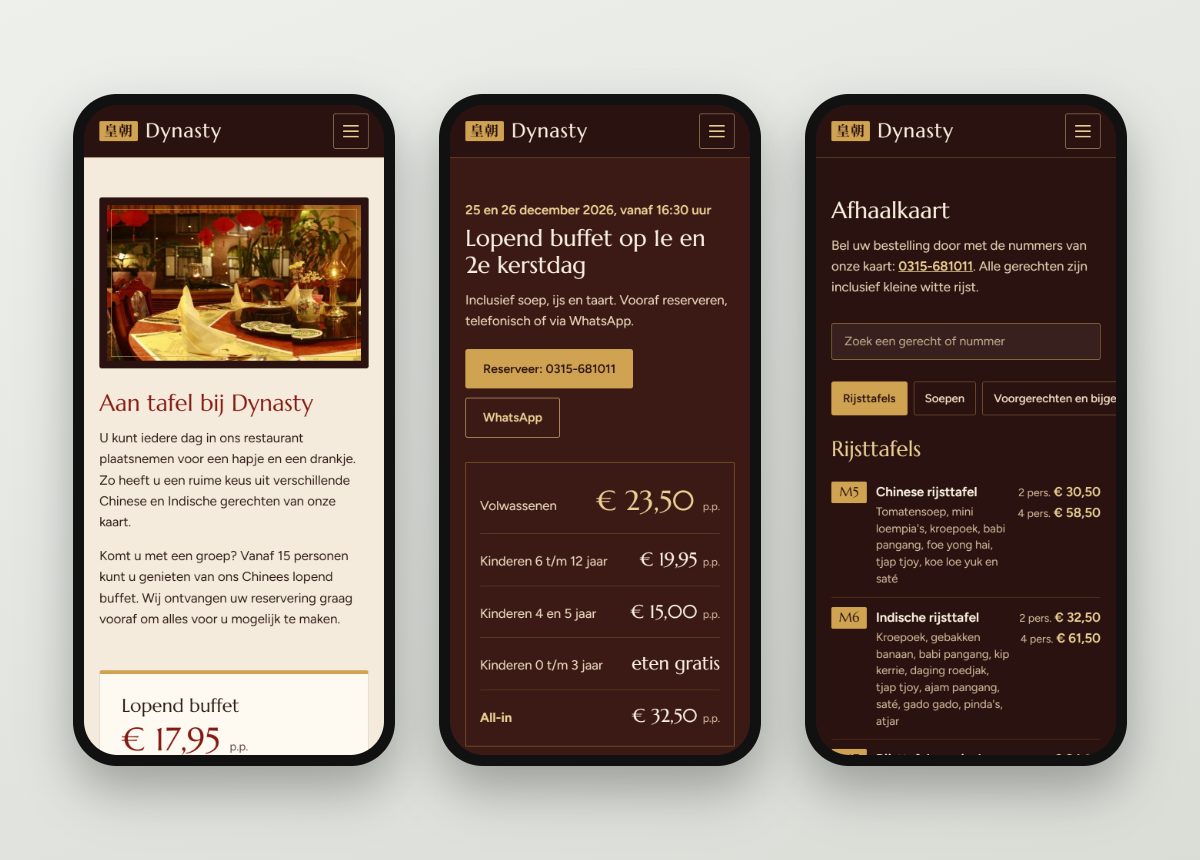 皇朝 Dynasty
Aan tafel bij Dynasty
U kunt iedere dag in ons restaurant
plaatsnemen voor een hapje en een drankje.
Zo heeft u een ruime keus uit verschillende
Chinese en Indische gerechten van onze
kaart.
Komt u met een groep? Vanaf 15 personen
kunt u genieten van ons Chinees lopend
buffet. Wij ontvangen uw reservering graag
vooraf om alles voor u mogelijk te maken.
Lopend buffet
€ 17,95 p.p.
皇朝 Dynasty
25 en 26 december 2026, vanaf 16:30 uur
Lopend buffet op 1e en
2e kerstdag
Inclusief soep, ijs en taart. Vooraf reserveren,
telefonisch of via WhatsApp.
Reserveer: 0315-681011
WhatsApp
Volwassenen € 23,50 p.p.
Kinderen 6 t/m 12 jaar € 19,95 p.p.
Kinderen 4 en 5 jaar € 15,00 p.p.
Kinderen 0 t/m 3 jaar eten gratis
All-in € 32,50 p.p.
皇朝 Dynasty
Afhaalkaart
Bel uw bestelling door met de nummers van
onze kaart: 0315-681011. Alle gerechten zijn
inclusief kleine witte rijst.
Zoek een gerecht of nummer
Rijsttafels Soepen Voorgerechten en bijge
Rijsttafels
M5 Chinese rijsttafel 2 pers. € 30,50
4 pers. € 58,50
Tomatensoep, mini
loempia's, kroepoek, babi
pangang, foe yong hai,
tjap tjoy, koe loe yuk en
saté
M6 Indische rijsttafel 2 pers. € 32,50
4 pers. € 61,50
Kroepoek, gebakken
banaan, babi pangang, kip
kerrie, daging roedjak,
tjap tjoy, ajam pangang,
saté, gado gado, pinda's,
atjar